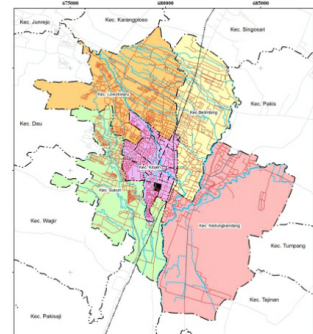 675000 680000 685000
Kec. Junrejo
Kec. Karangploso
Kec. Singosari
Kec. Lowokwaru
Kec. Pakis
Kec. Dau
Kec. Blimbing
Kec. Klojen
Kec. Sukun
Kec. Wagir
Kec. Kedungkandang
Kec. Tumpang
Kec. Tajinan
Kec. Pakisaji